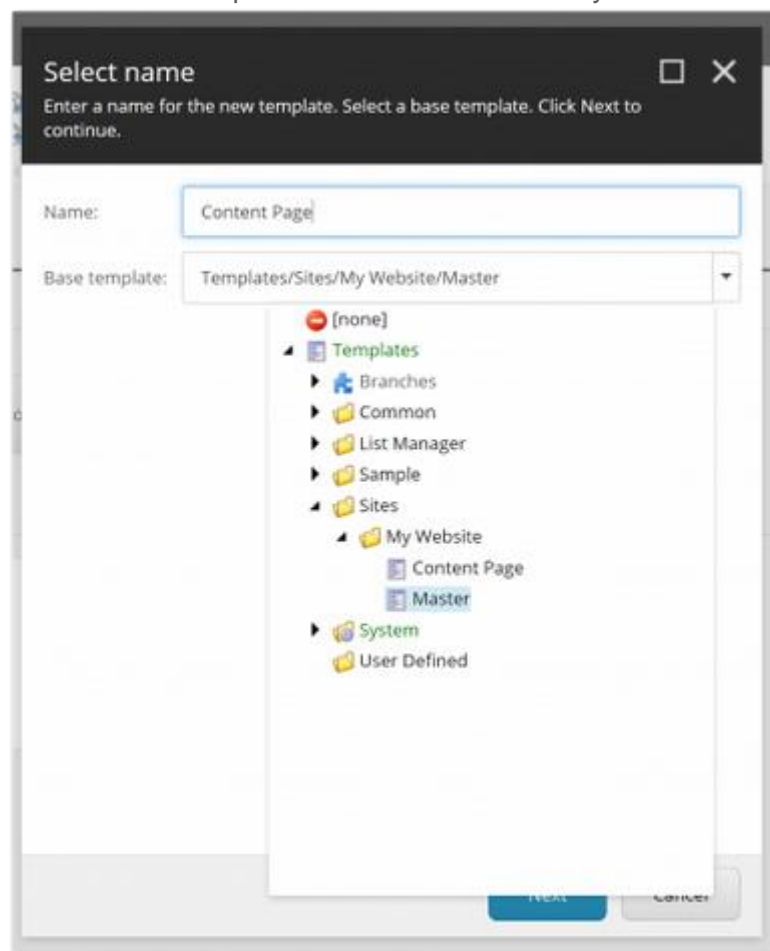 Select name
Enter a name for the new template. Select a base template. Click Next to
continue.
Name: Content Page
Base template: Templates/Sites/My Website/Master
[none]
Templates
Branches
Common
List Manager
Sample
Sites
My Website
Content Page
Master
System
User Defined
Next Cancel